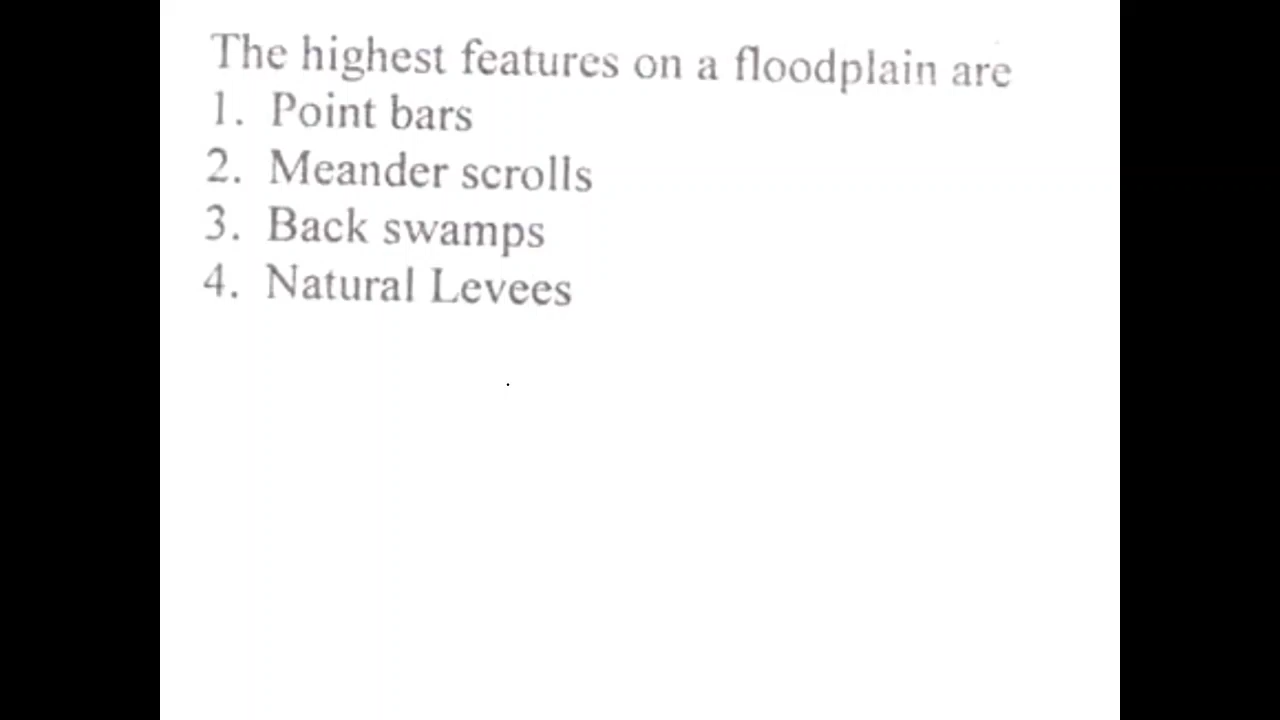 The highest features on a floodplain are
1. Point bars
2. Meander scrolls
3. Back swamps
4. Natural Levees